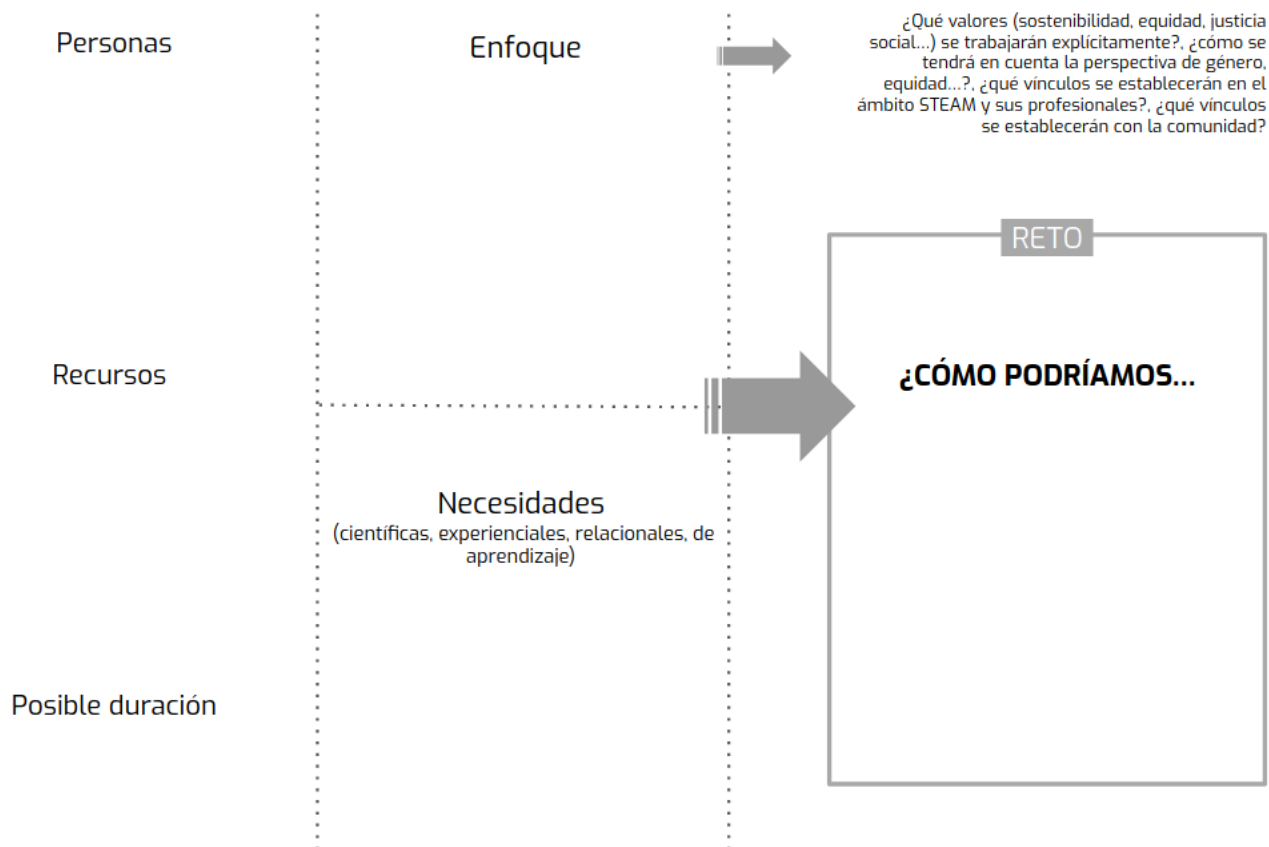 Personas
Recursos
Posible duración
Enfoque
Necesidades
(científicas, experienciales, relacionales, de
aprendizaje)
¿Qué valores (sostenibilidad, equidad, justicia
social...) se trabajarán explícitamente?, ¿cómo se
tendrá en cuenta la perspectiva de género,
equidad...?, ¿qué vínculos se establecerán en el
ámbito STEAM y sus profesionales?, ¿qué vínculos
se establecerán con la comunidad?
RETO
¿CÓMO PODRÍAMOS...